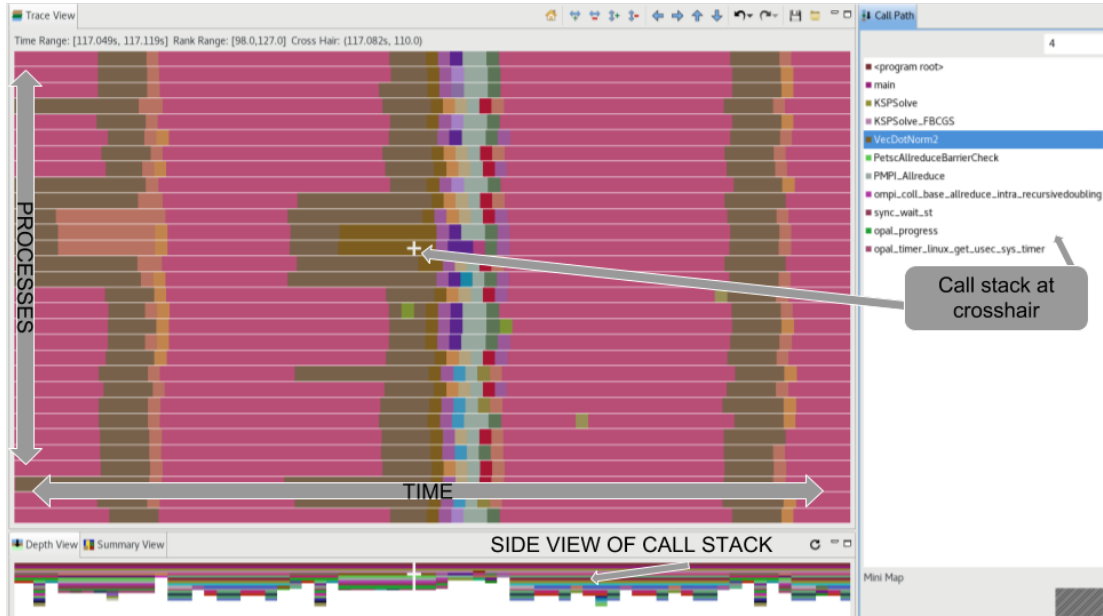 Trace View
Call Path
Time Range: [117.049s, 117.119s] Rank Range: [98.0,127.0] Cross Hair: (117.082s, 110.0)
4
<program root>
main
KSPSolve
KSPSolve_FBCGS
VecDotNorm2
PetscAllreduceBarrierCheck
PMPI_Allreduce
ompi_coll_base_allreduce_intra_recursivedoubling
sync_wait_st
opal_progress
opal_timer_linux_get_usec_sys_timer
PROCESSES
Call stack at
crosshair
TIME
Depth View
Summary View
SIDE VIEW OF CALL STACK
Mini Map